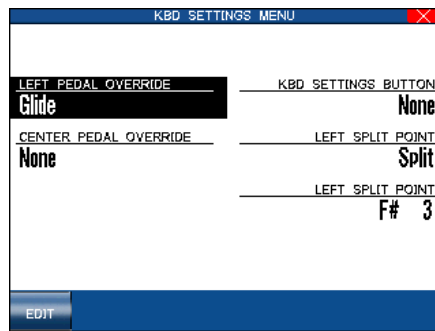 KBD SETTINGS MENU
LEFT PEDAL OVERRIDE
Glide
CENTER PEDAL OVERRIDE
None
KBD SETTINGS BUTTON
None
LEFT SPLIT POINT
Split
LEFT SPLIT POINT
F# 3
EDIT